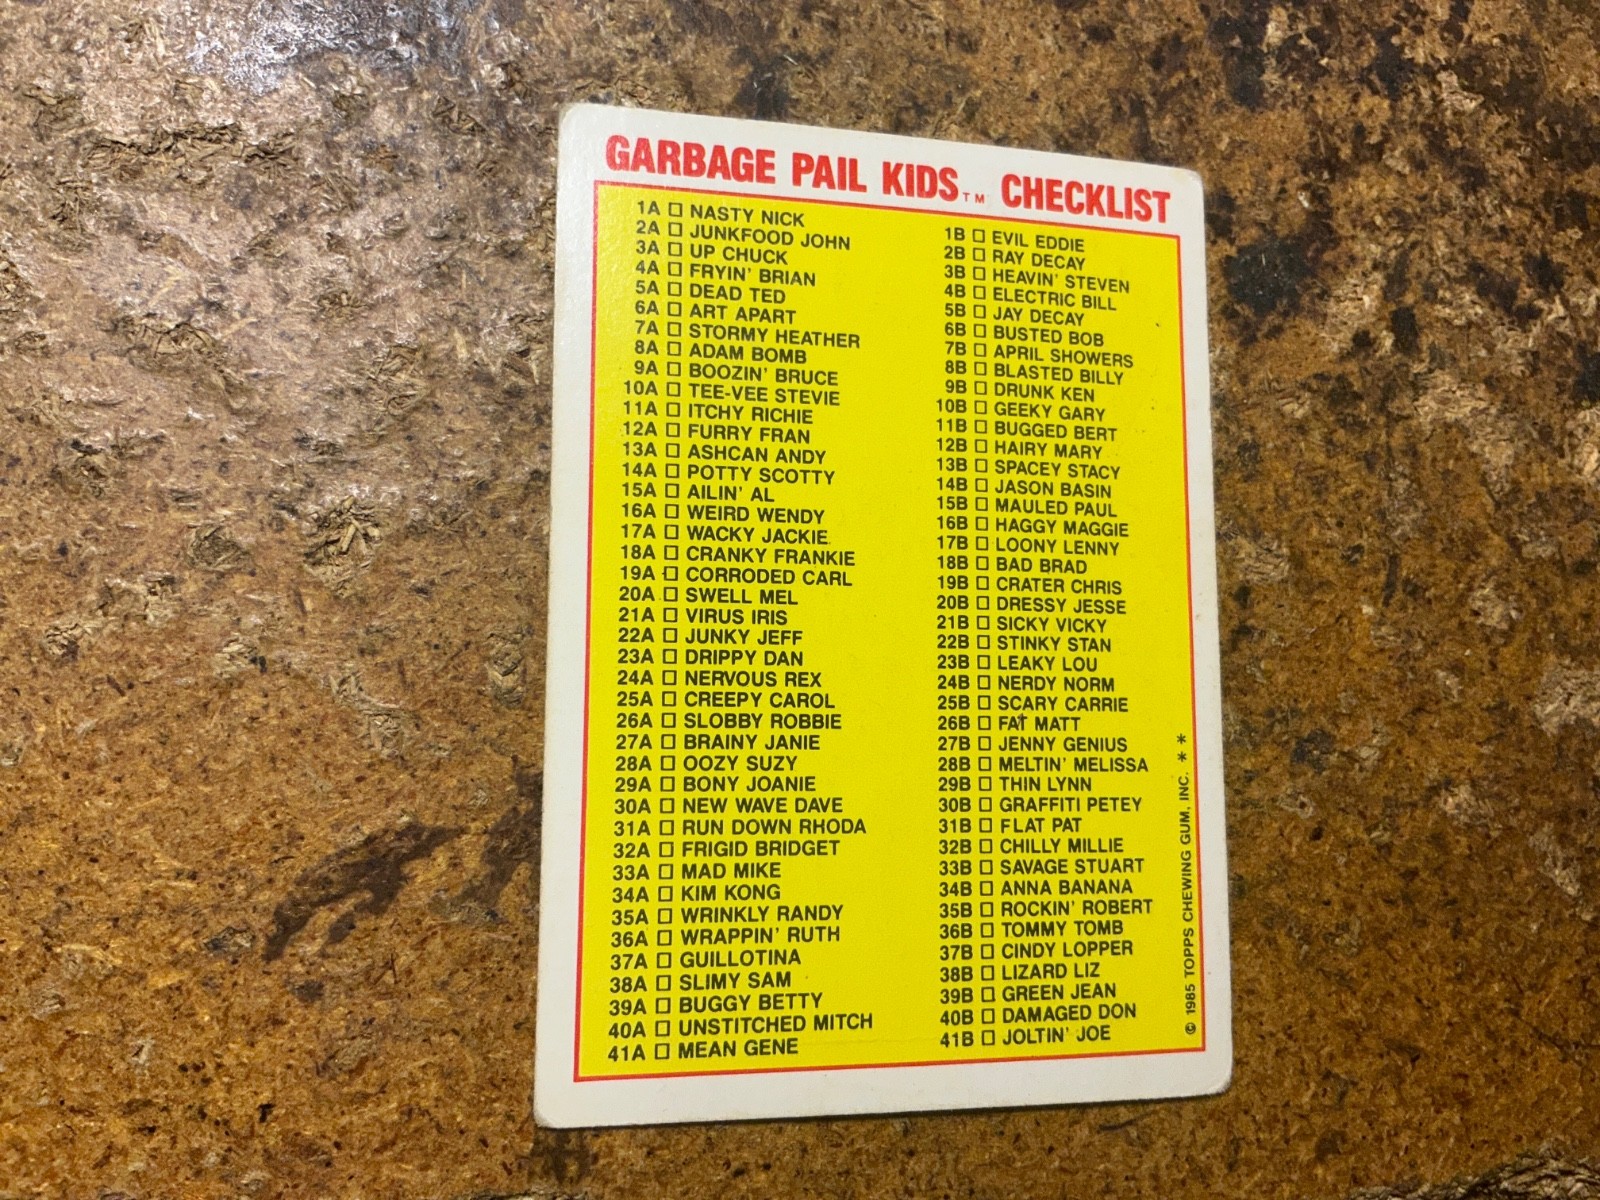 GARBAGE PAIL KIDS™ CHECKLIST
1A □ NASTY NICK
2A □ JUNKFOOD JOHN
3A □ UP CHUCK
4A □ FRYIN' BRIAN
5A □ DEAD TED
6A □ ART APART
7A □ STORMY HEATHER
8A □ ADAM BOMB
9A □ BOOZIN' BRUCE
10A □ TEE-VEE STEVIE
11A □ ITCHY RICHIE
12A □ FURRY FRAN
13A □ ASHCAN ANDY
14A □ POTTY SCOTTY
15A □ AILIN' AL
16A □ WEIRD WENDY
17A □ WACKY JACKIE
18A □ CRANKY FRANKIE
19A □ CORRODED CARL
20A □ SWELL MEL
21A □ VIRUS IRIS
22A □ JUNKY JEFF
23A □ DRIPPY DAN
24A □ NERVOUS REX
25A □ CREEPY CAROL
26A □ SLOBBY ROBBIE
27A □ BRAINY JANIE
28A □ OOZY SUZY
29A □ BONY JOANIE
30A □ NEW WAVE DAVE
31A □ RUN DOWN RHODA
32A □ FRIGID BRIDGET
33A □ MAD MIKE
34A □ KIM KONG
35A □ WRINKLY RANDY
36A □ WRAPPIN' RUTH
37A □ GUILLOTINA
38A □ SLIMY SAM
39A □ BUGGY BETTY
40A □ UNSTITCHED MITCH
41A □ MEAN GENE
1B □ EVIL EDDIE
2B □ RAY DECAY
3B □ HEAVIN' STEVEN
4B □ ELECTRIC BILL
5B □ JAY DECAY
6B □ BUSTED BOB
7B □ APRIL SHOWERS
8B □ BLASTED BILLY
9B □ DRUNK KEN
10B □ GEEKY GARY
11B □ BUGGED BERT
12B □ HAIRY MARY
13B □ SPACEY STACY
14B □ JASON BASIN
15B □ MAULED PAUL
16B □ HAGGY MAGGIE
17B □ LOONY LENNY
18B □ BAD BRAD
19B □ CRATER CHRIS
20B □ DRESSY JESSE
21B □ SICKY VICKY
22B □ STINKY STAN
23B □ LEAKY LOU
24B □ NERDY NORM
25B □ SCARY CARRIE
26B □ FAT MATT
27B □ JENNY GENIUS
28B □ MELTIN' MELISSA
29B □ THIN LYNN
30B □ GRAFFITI PETEY
31B □ FLAT PAT
32B □ CHILLY MILLIE
33B □ SAVAGE STUART
34B □ ANNA BANANA
35B □ ROCKIN' ROBERT
36B □ TOMMY TOMB
37B □ CINDY LOPPER
38B □ LIZARD LIZ
39B □ GREEN JEAN
40B □ DAMAGED DON
41B □ JOLTIN' JOE
© 1985 TOPPS CHEWING GUM, INC. * *